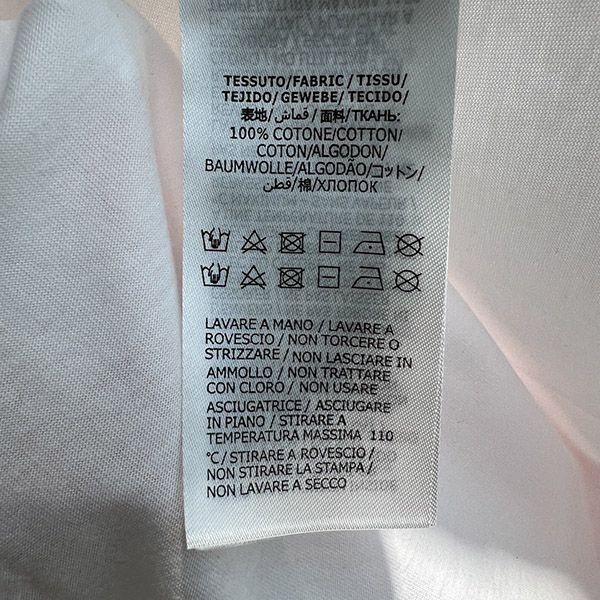 TESSUTO/FABRIC/TISSU/
TEJIDO/GEWEBE/TECIDO/
表地/قماش/面料/ТКАНЬ:
100% COTONE/COTTON/
COTON/ALGODON/
BAUMWOLLE/ALGODÃO/コットン/
قطن/棉/ХЛОПОК
LAVARE A MANO / LAVARE A
ROVESCIO / NON TORCERE O
STRIZZARE / NON LASCIARE IN
AMMOLLO / NON TRATTARE
CON CLORO / NON USARE
ASCIUGATRICE / ASCIUGARE
IN PIANO / STIRARE A
TEMPERATURA MASSIMA 110
°C / STIRARE A ROVESCIO /
NON STIRARE LA STAMPA /
NON LAVARE A SECCO